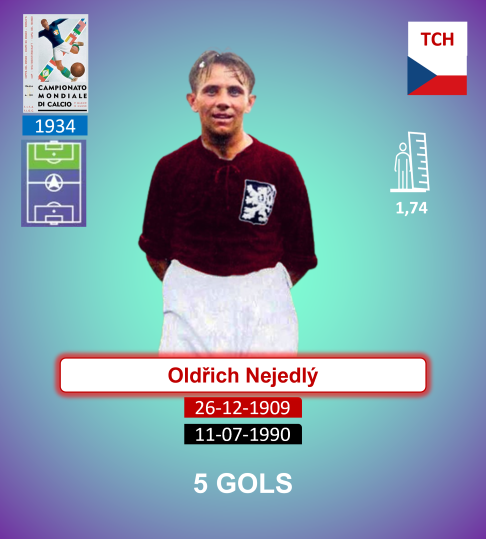 CAMPIONATO
MONDIALE
DI CALCIO
1934
TCH
1,74
Oldřich Nejedlý
26-12-1909
11-07-1990
5 GOLS